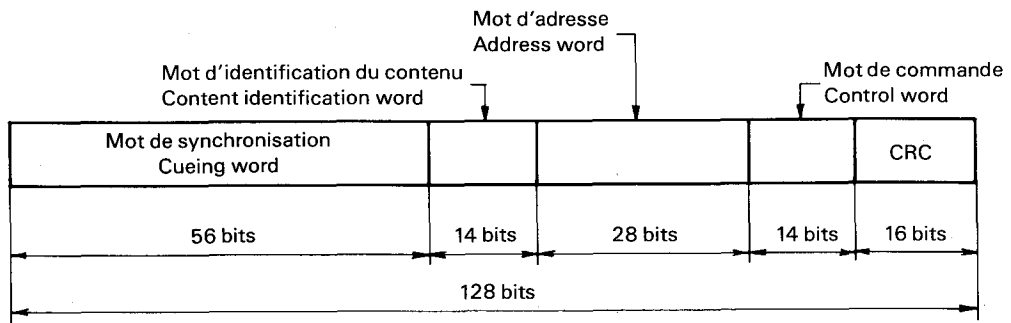 Mot d'adresse
Address word
Mot d'identification du contenu
Content identification word
Mot de commande
Control word
Mot de synchronisation
Cueing word
CRC
56 bits
14 bits
28 bits
14 bits
16 bits
128 bits